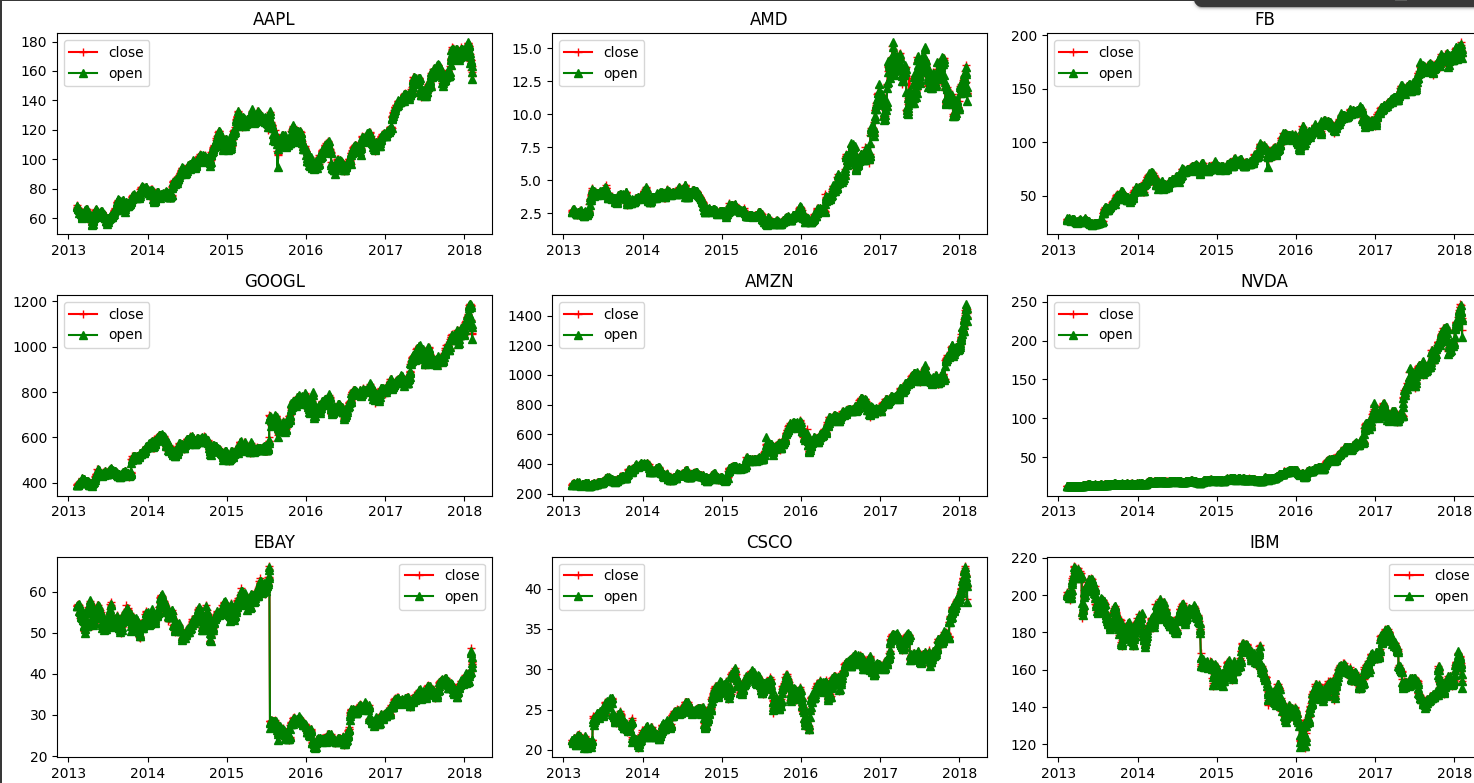 AAPL
AMD
FB
180
160
140
120
100
80
60
close
open
2013 2014 2015 2016 2017 2018
15.0
12.5
10.0
7.5
5.0
2.5
close
open
2013 2014 2015 2016 2017 2018
200
150
100
50
close
open
2013 2014 2015 2016 2017 2018
GOOGL
AMZN
NVDA
1200
1000
800
600
400
close
open
2013 2014 2015 2016 2017 2018
1400
1200
1000
800
600
400
200
close
open
2013 2014 2015 2016 2017 2018
250
200
150
100
50
close
open
2013 2014 2015 2016 2017 2018
EBAY
CSCO
IBM
60
50
40
30
20
close
open
2013 2014 2015 2016 2017 2018
40
35
30
25
20
close
open
2013 2014 2015 2016 2017 2018
220
200
180
160
140
120
close
open
2013 2014 2015 2016 2017 2018